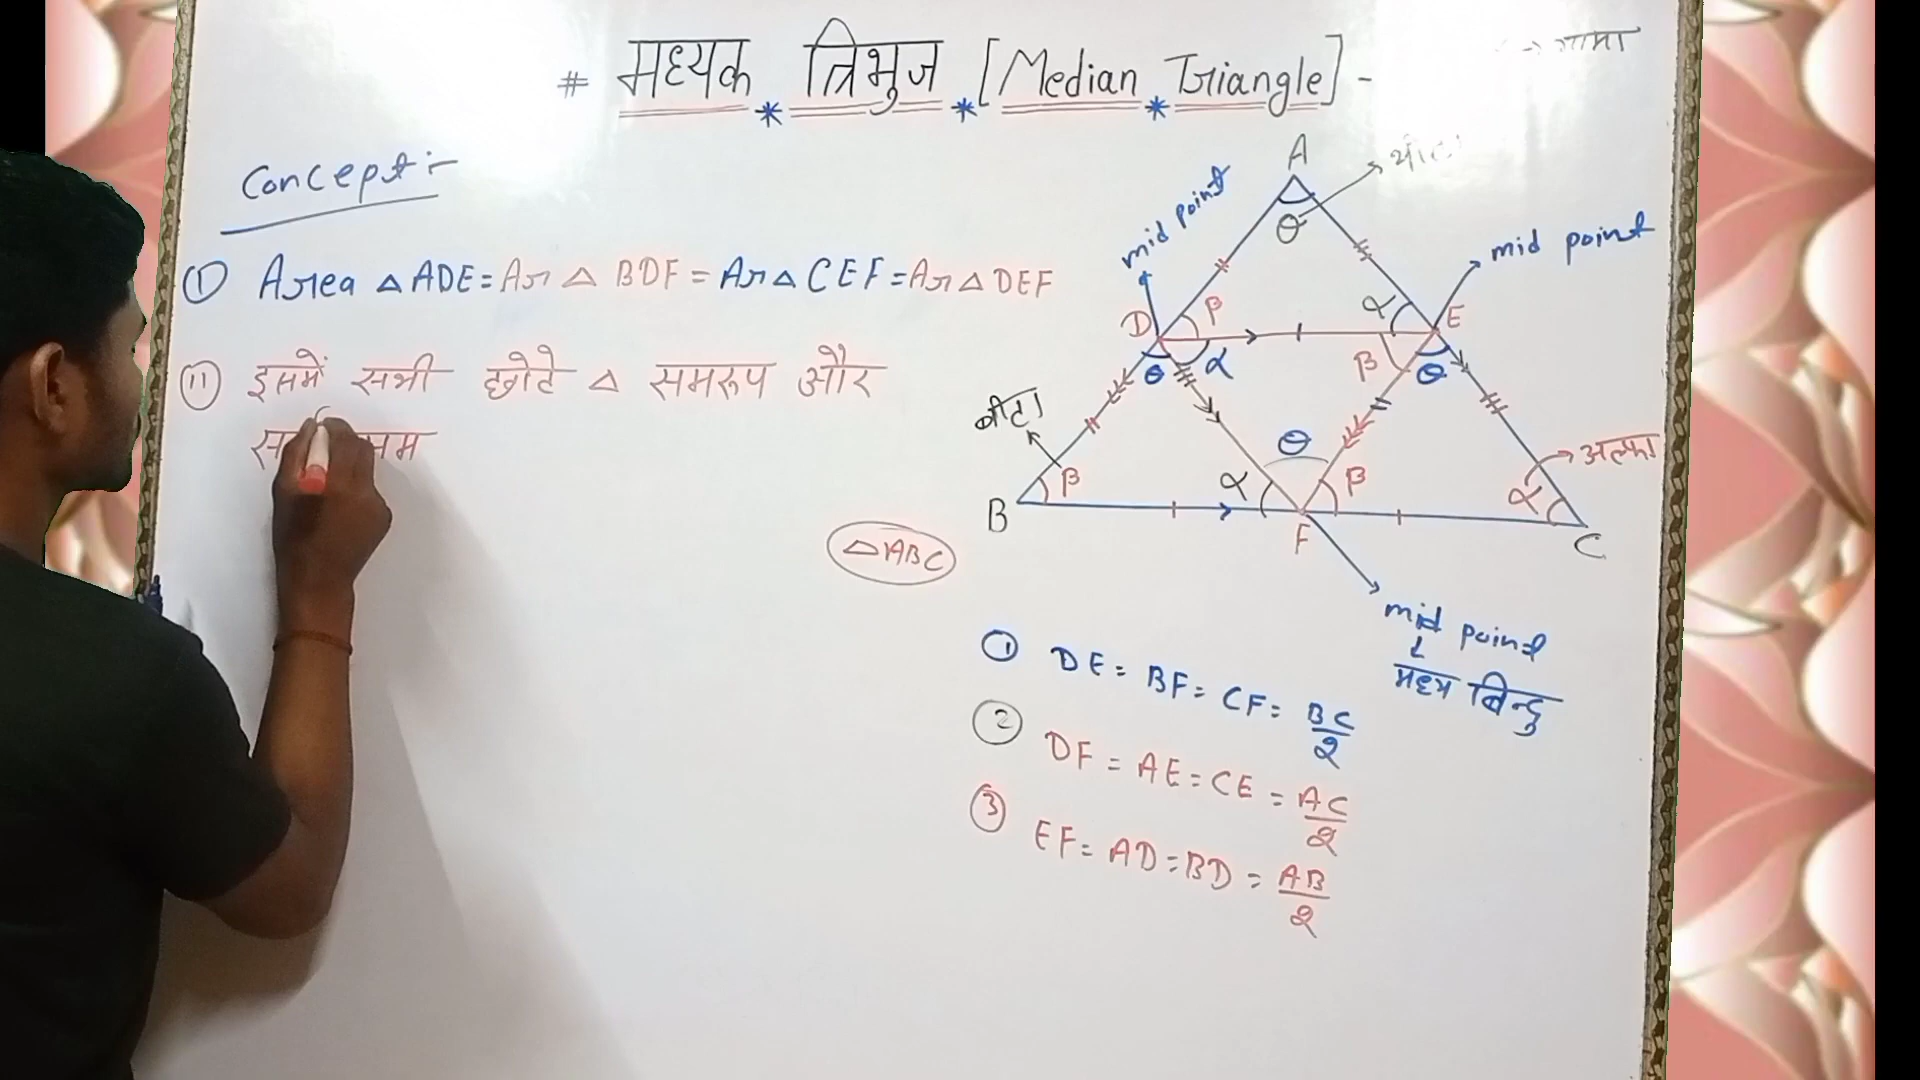 # मध्यक त्रिभुज [Median Triangle] -
Concept :-
① Area △ ADE = Ar △ BDF = Ar △ CEF = Ar △ DEF
⑪ इसमें सभी छोटे △ समरूप और
△ABC
A
θ
mid point
mid point
D
β
α
E
θ
α
β
θ
बीटा
θ
β
α
β
α
अल्फा
B
F
C
mid point
मध्य बिन्दु
① DE = BF = CF = BC/2
② DF = AE = CE = AC/2
③ EF = AD = BD = AB/2